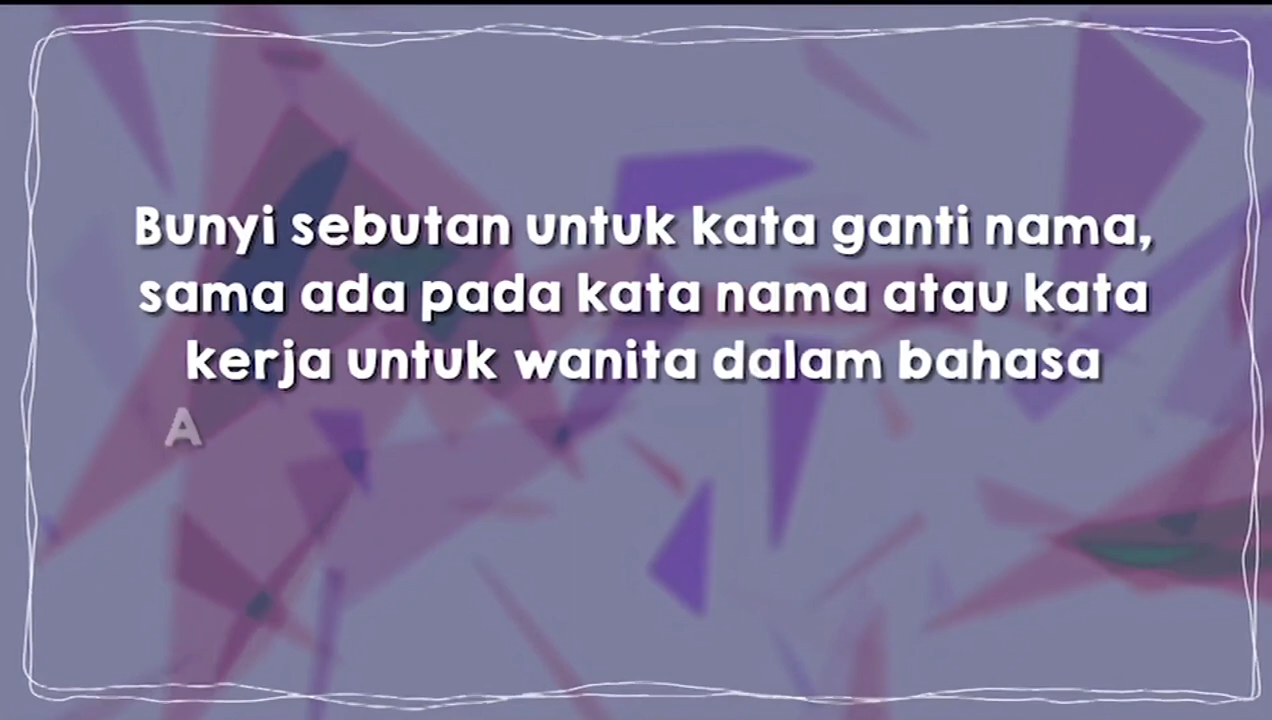 Bunyi sebutan untuk kata ganti nama,
sama ada pada kata nama atau kata
kerja untuk wanita dalam bahasa
A